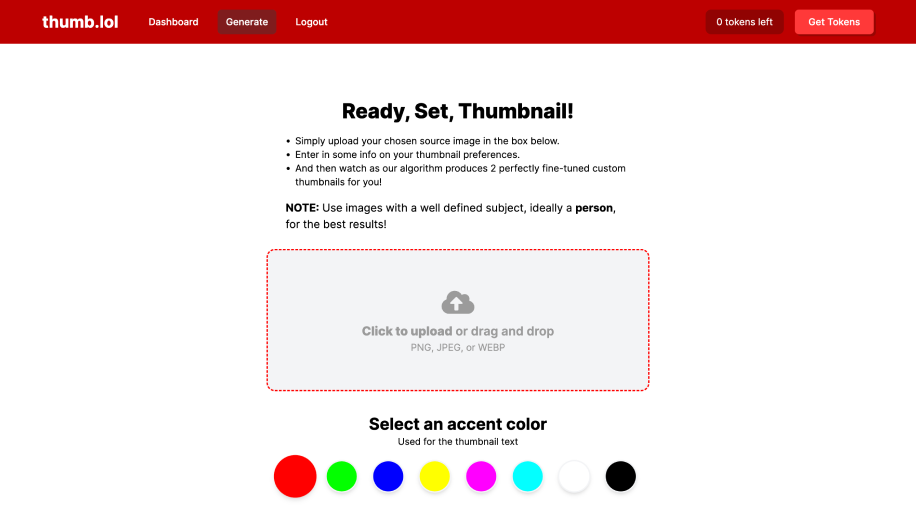 thumb.lol
Dashboard
Generate
Logout
0 tokens left
Get Tokens
Ready, Set, Thumbnail!
• Simply upload your chosen source image in the box below.
• Enter in some info on your thumbnail preferences.
• And then watch as our algorithm produces 2 perfectly fine-tuned custom
thumbnails for you!
NOTE: Use images with a well defined subject, ideally a person,
for the best results!
Click to upload or drag and drop
PNG, JPEG, or WEBP
Select an accent color
Used for the thumbnail text